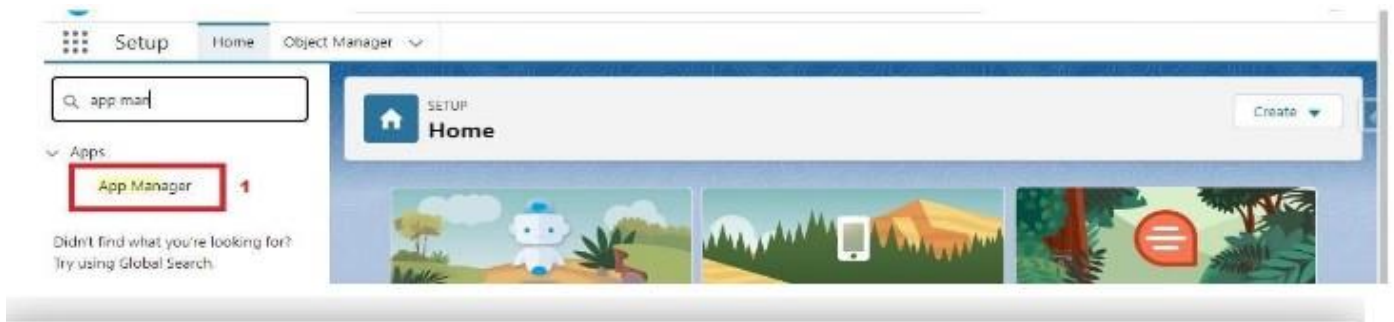 Setup Home Object Manager
app man
SETUP
Home
Create
Apps
App Manager 1
Didn't find what you're looking for?
Try using Global Search.